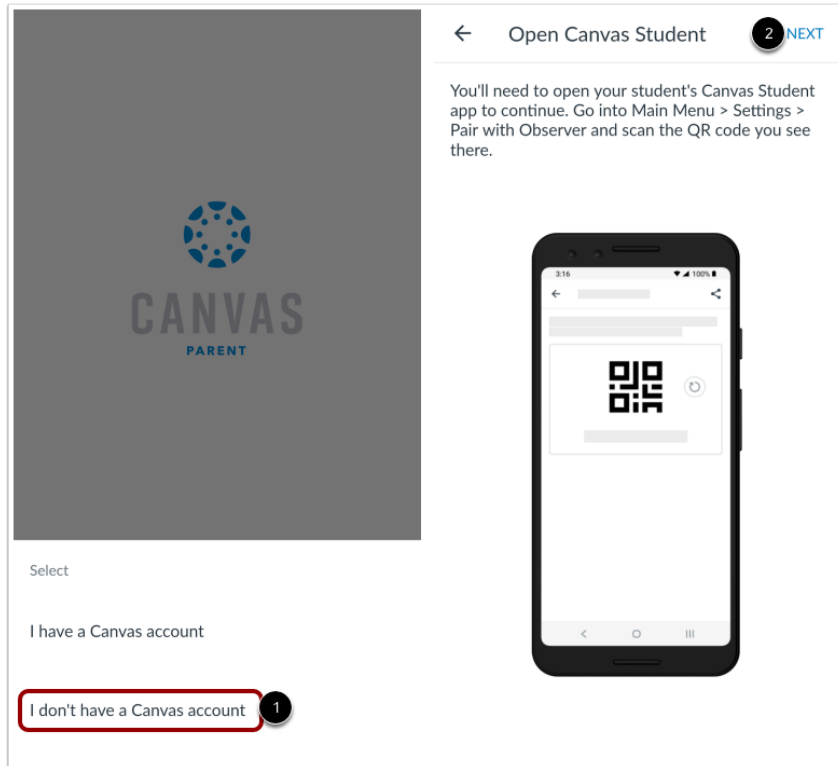 CANVAS
PARENT
Select
I have a Canvas account
I don't have a Canvas account 1
Open Canvas Student 2 NEXT
You'll need to open your student's Canvas Student
app to continue. Go into Main Menu > Settings >
Pair with Observer and scan the QR code you see
there.
3:16 100%